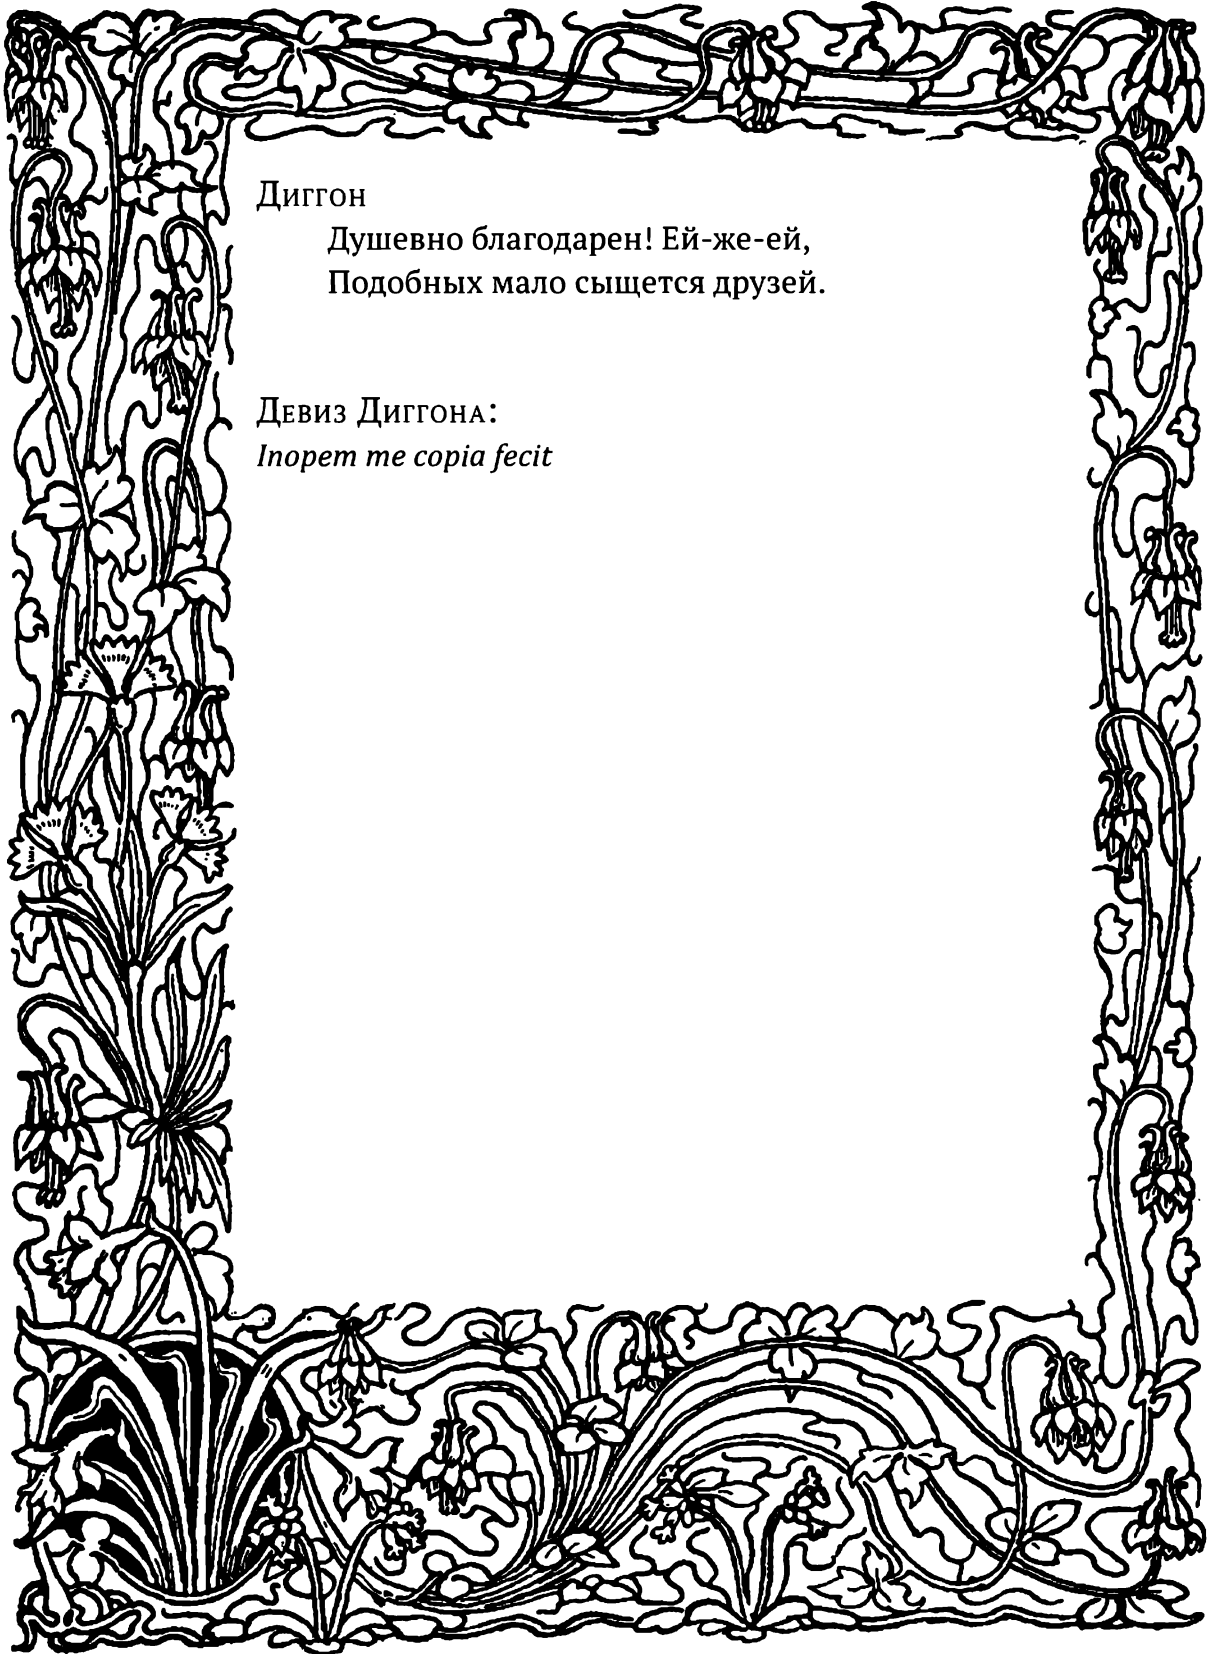 Диггон
Душевно благодарен! Ей-же-ей,
Подобных мало сыщется друзей.
Девиз Диггона:
Inopem me copia fecit